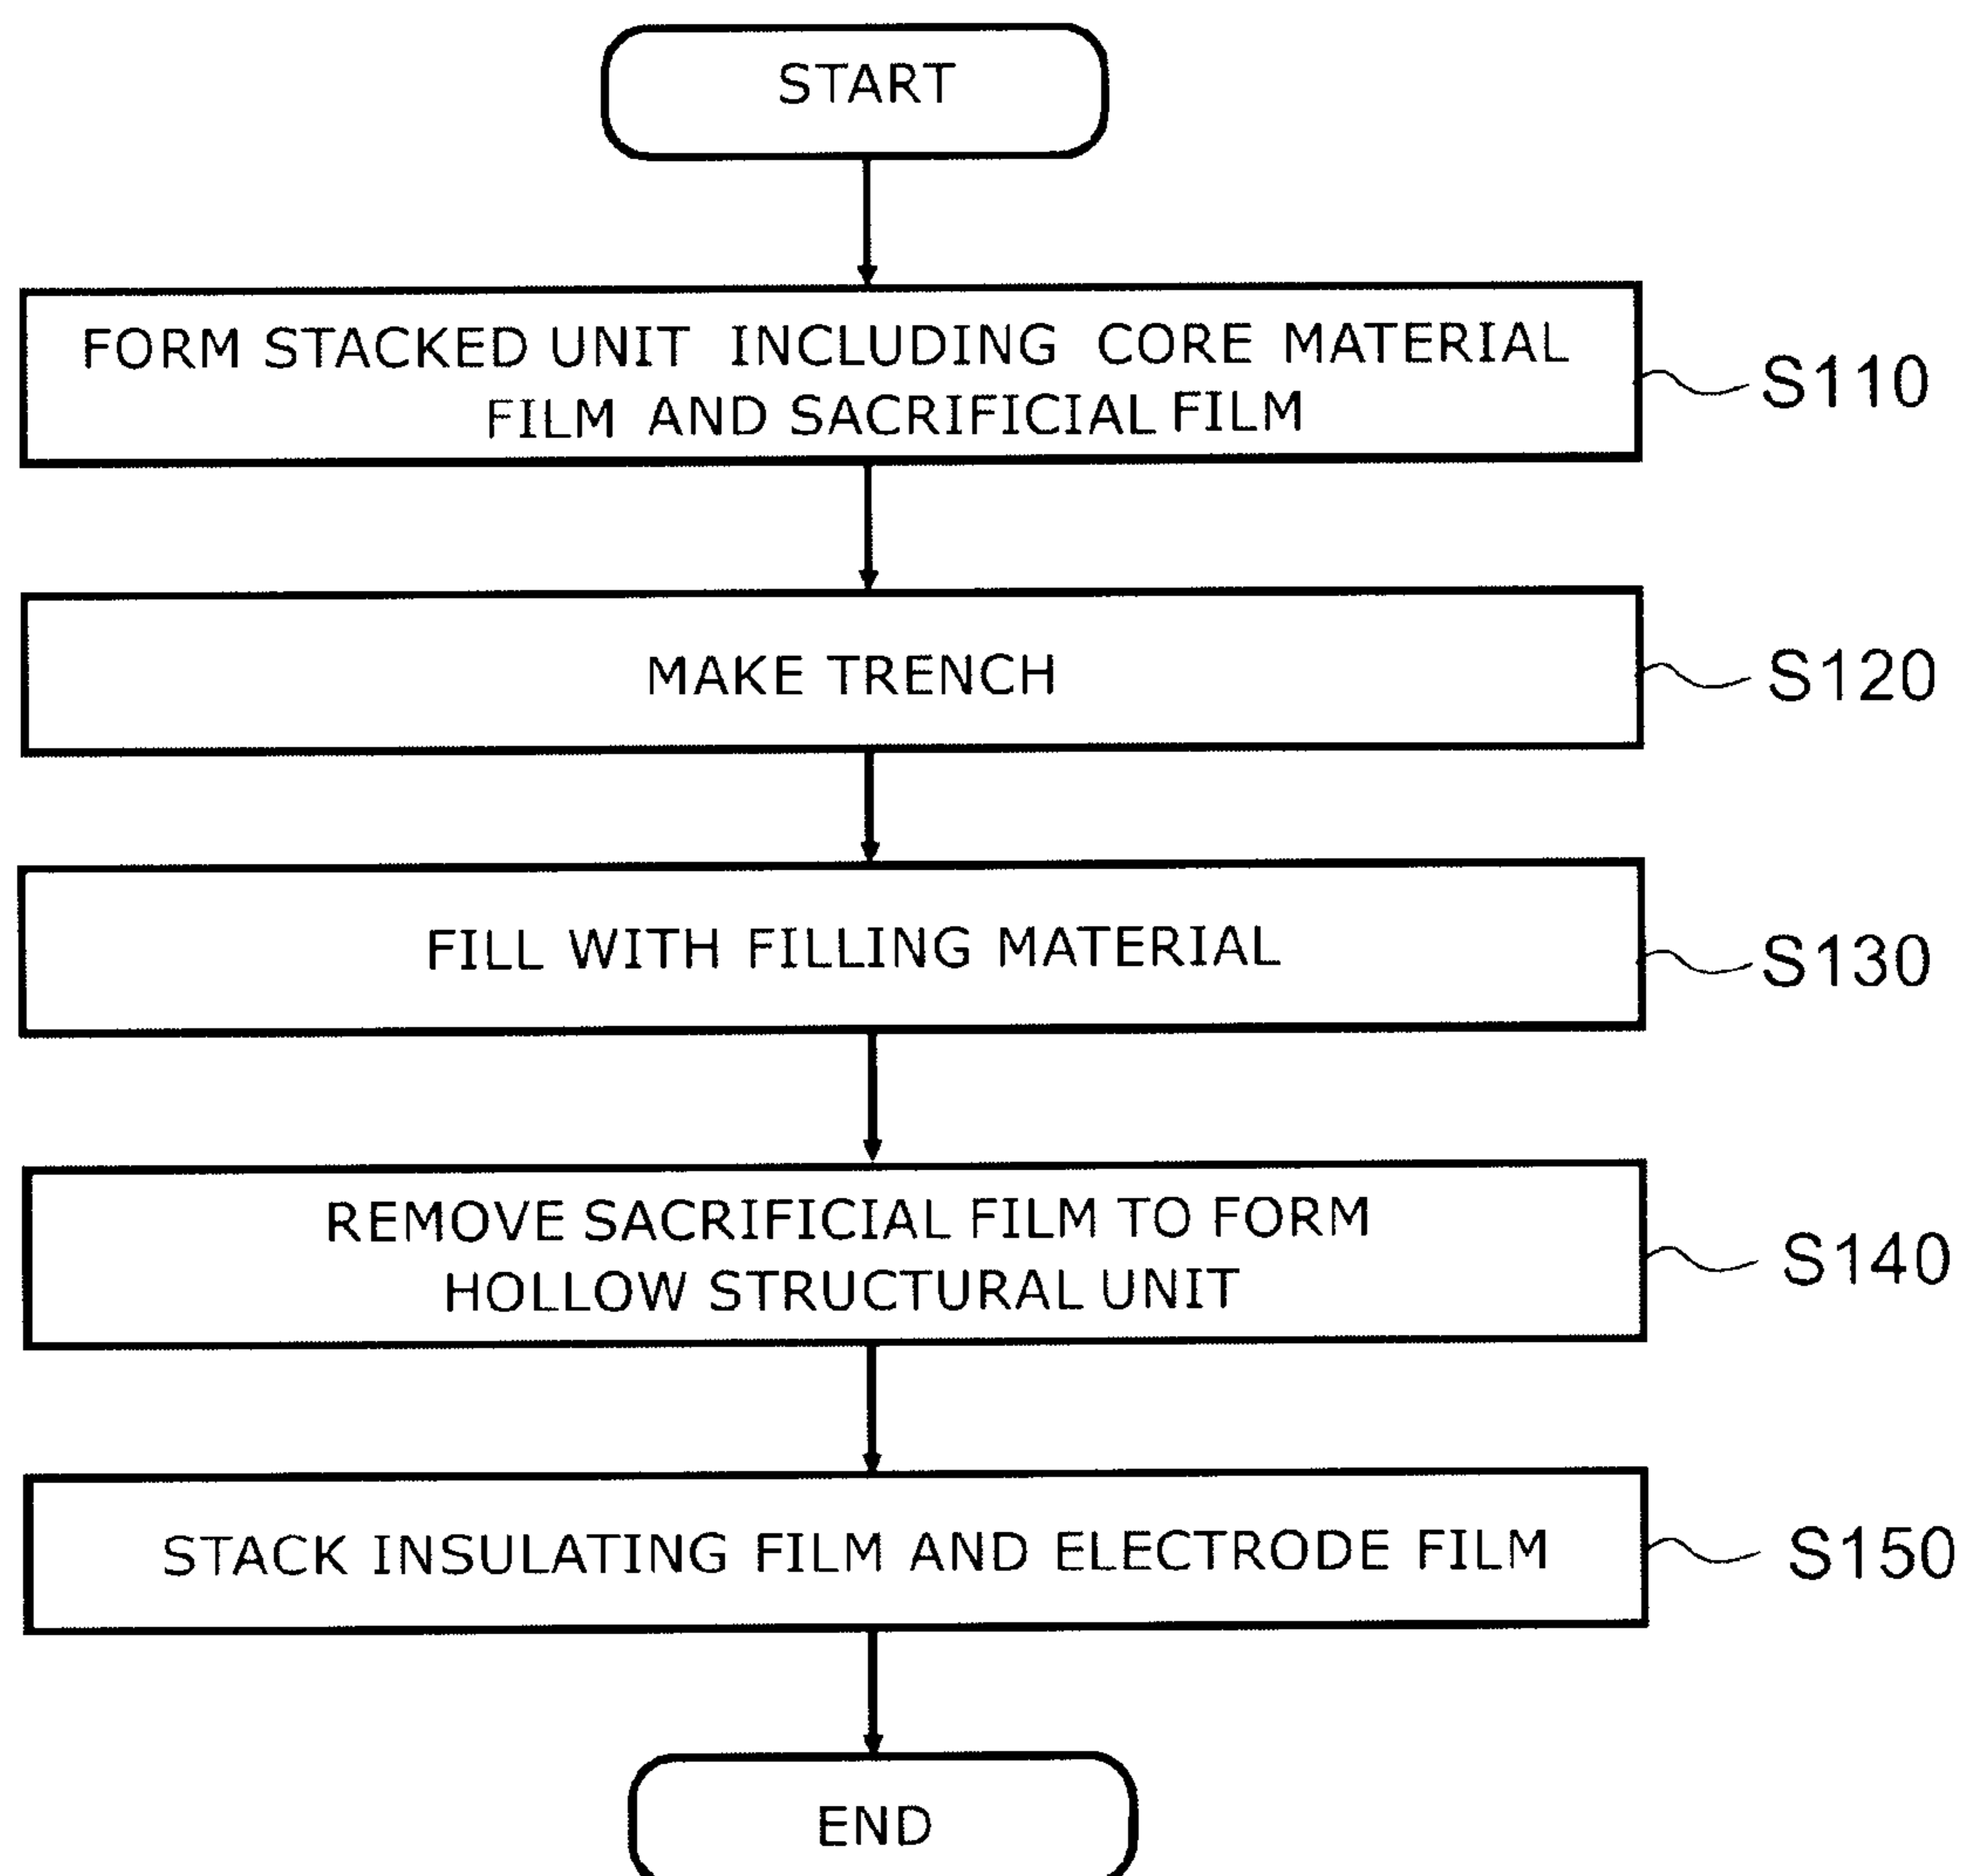 START
FORM STACKED UNIT INCLUDING CORE MATERIAL
FILM AND SACRIFICIAL FILM
S110
MAKE TRENCH
S120
FILL WITH FILLING MATERIAL
S130
REMOVE SACRIFICIAL FILM TO FORM
HOLLOW STRUCTURAL UNIT
S140
STACK INSULATING FILM AND ELECTRODE FILM
S150
END